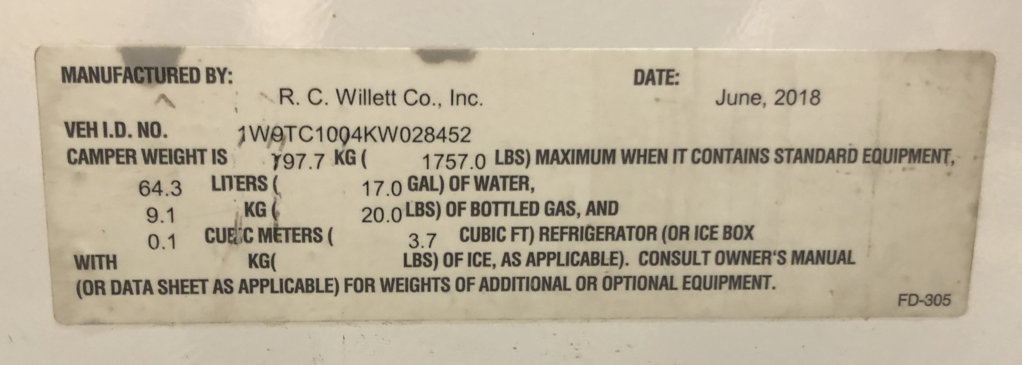 MANUFACTURED BY: DATE:
R. C. Willett Co., Inc. June, 2018
VEH I.D. NO. 1W9TC1004KW028452
CAMPER WEIGHT IS 797.7 KG ( 1757.0 LBS) MAXIMUM WHEN IT CONTAINS STANDARD EQUIPMENT,
64.3 LITERS ( 17.0 GAL) OF WATER,
9.1 KG ( 20.0 LBS) OF BOTTLED GAS, AND
0.1 CUBIC METERS ( 3.7 CUBIC FT) REFRIGERATOR (OR ICE BOX
WITH KG( LBS) OF ICE, AS APPLICABLE). CONSULT OWNER'S MANUAL
(OR DATA SHEET AS APPLICABLE) FOR WEIGHTS OF ADDITIONAL OR OPTIONAL EQUIPMENT.
FD-305